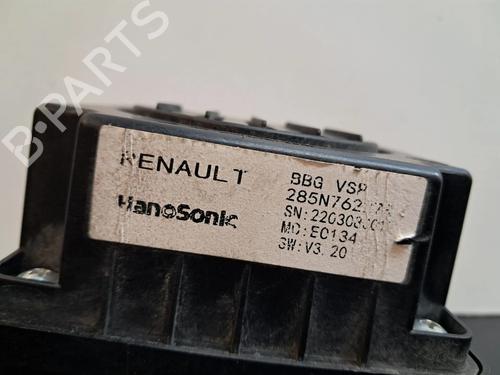 B-PARTS
RENAULT
HanoSonic
BBG VSP
MD:E0134
SW:V3.20